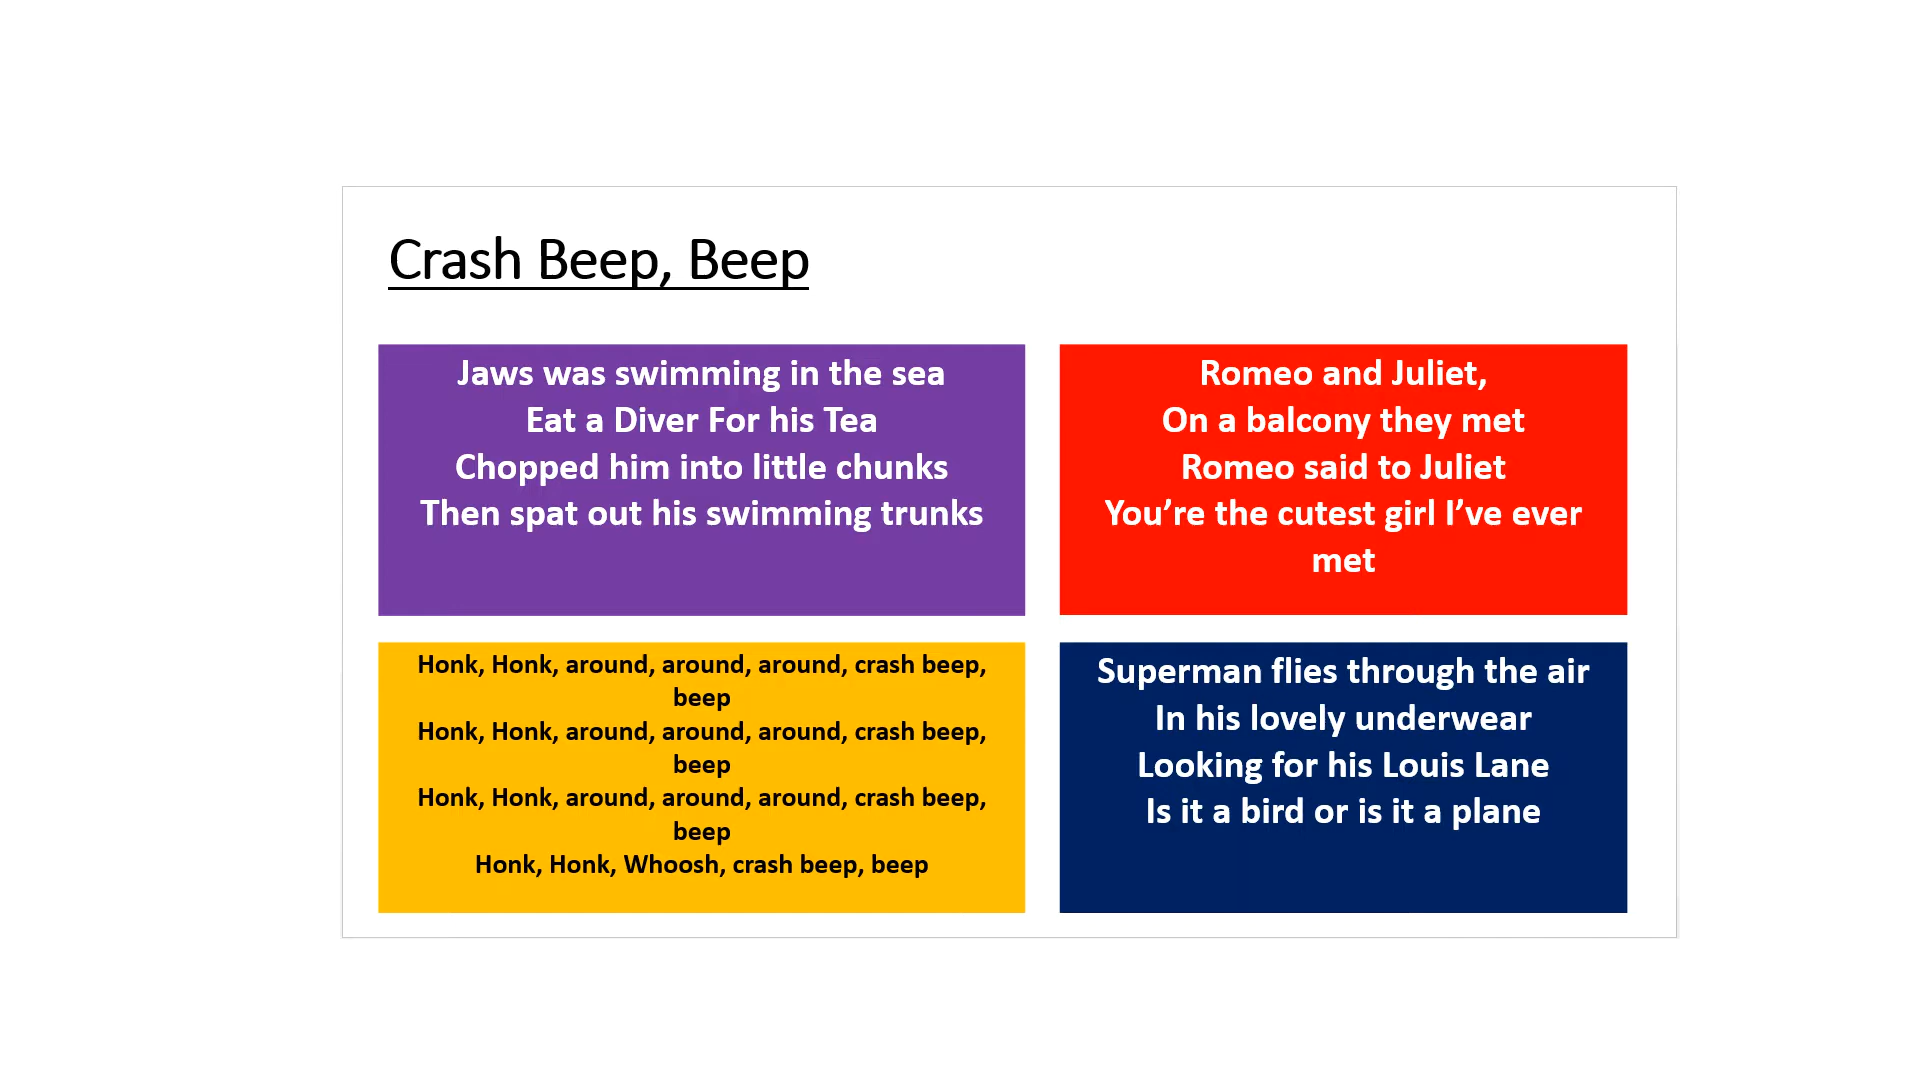 Crash Beep, Beep
Jaws was swimming in the sea
Eat a Diver For his Tea
Chopped him into little chunks
Then spat out his swimming trunks
Romeo and Juliet,
On a balcony they met
Romeo said to Juliet
You’re the cutest girl I’ve ever
met
Honk, Honk, around, around, around, crash beep,
beep
Honk, Honk, around, around, around, crash beep,
beep
Honk, Honk, around, around, around, crash beep,
beep
Honk, Honk, Whoosh, crash beep, beep
Superman flies through the air
In his lovely underwear
Looking for his Louis Lane
Is it a bird or is it a plane